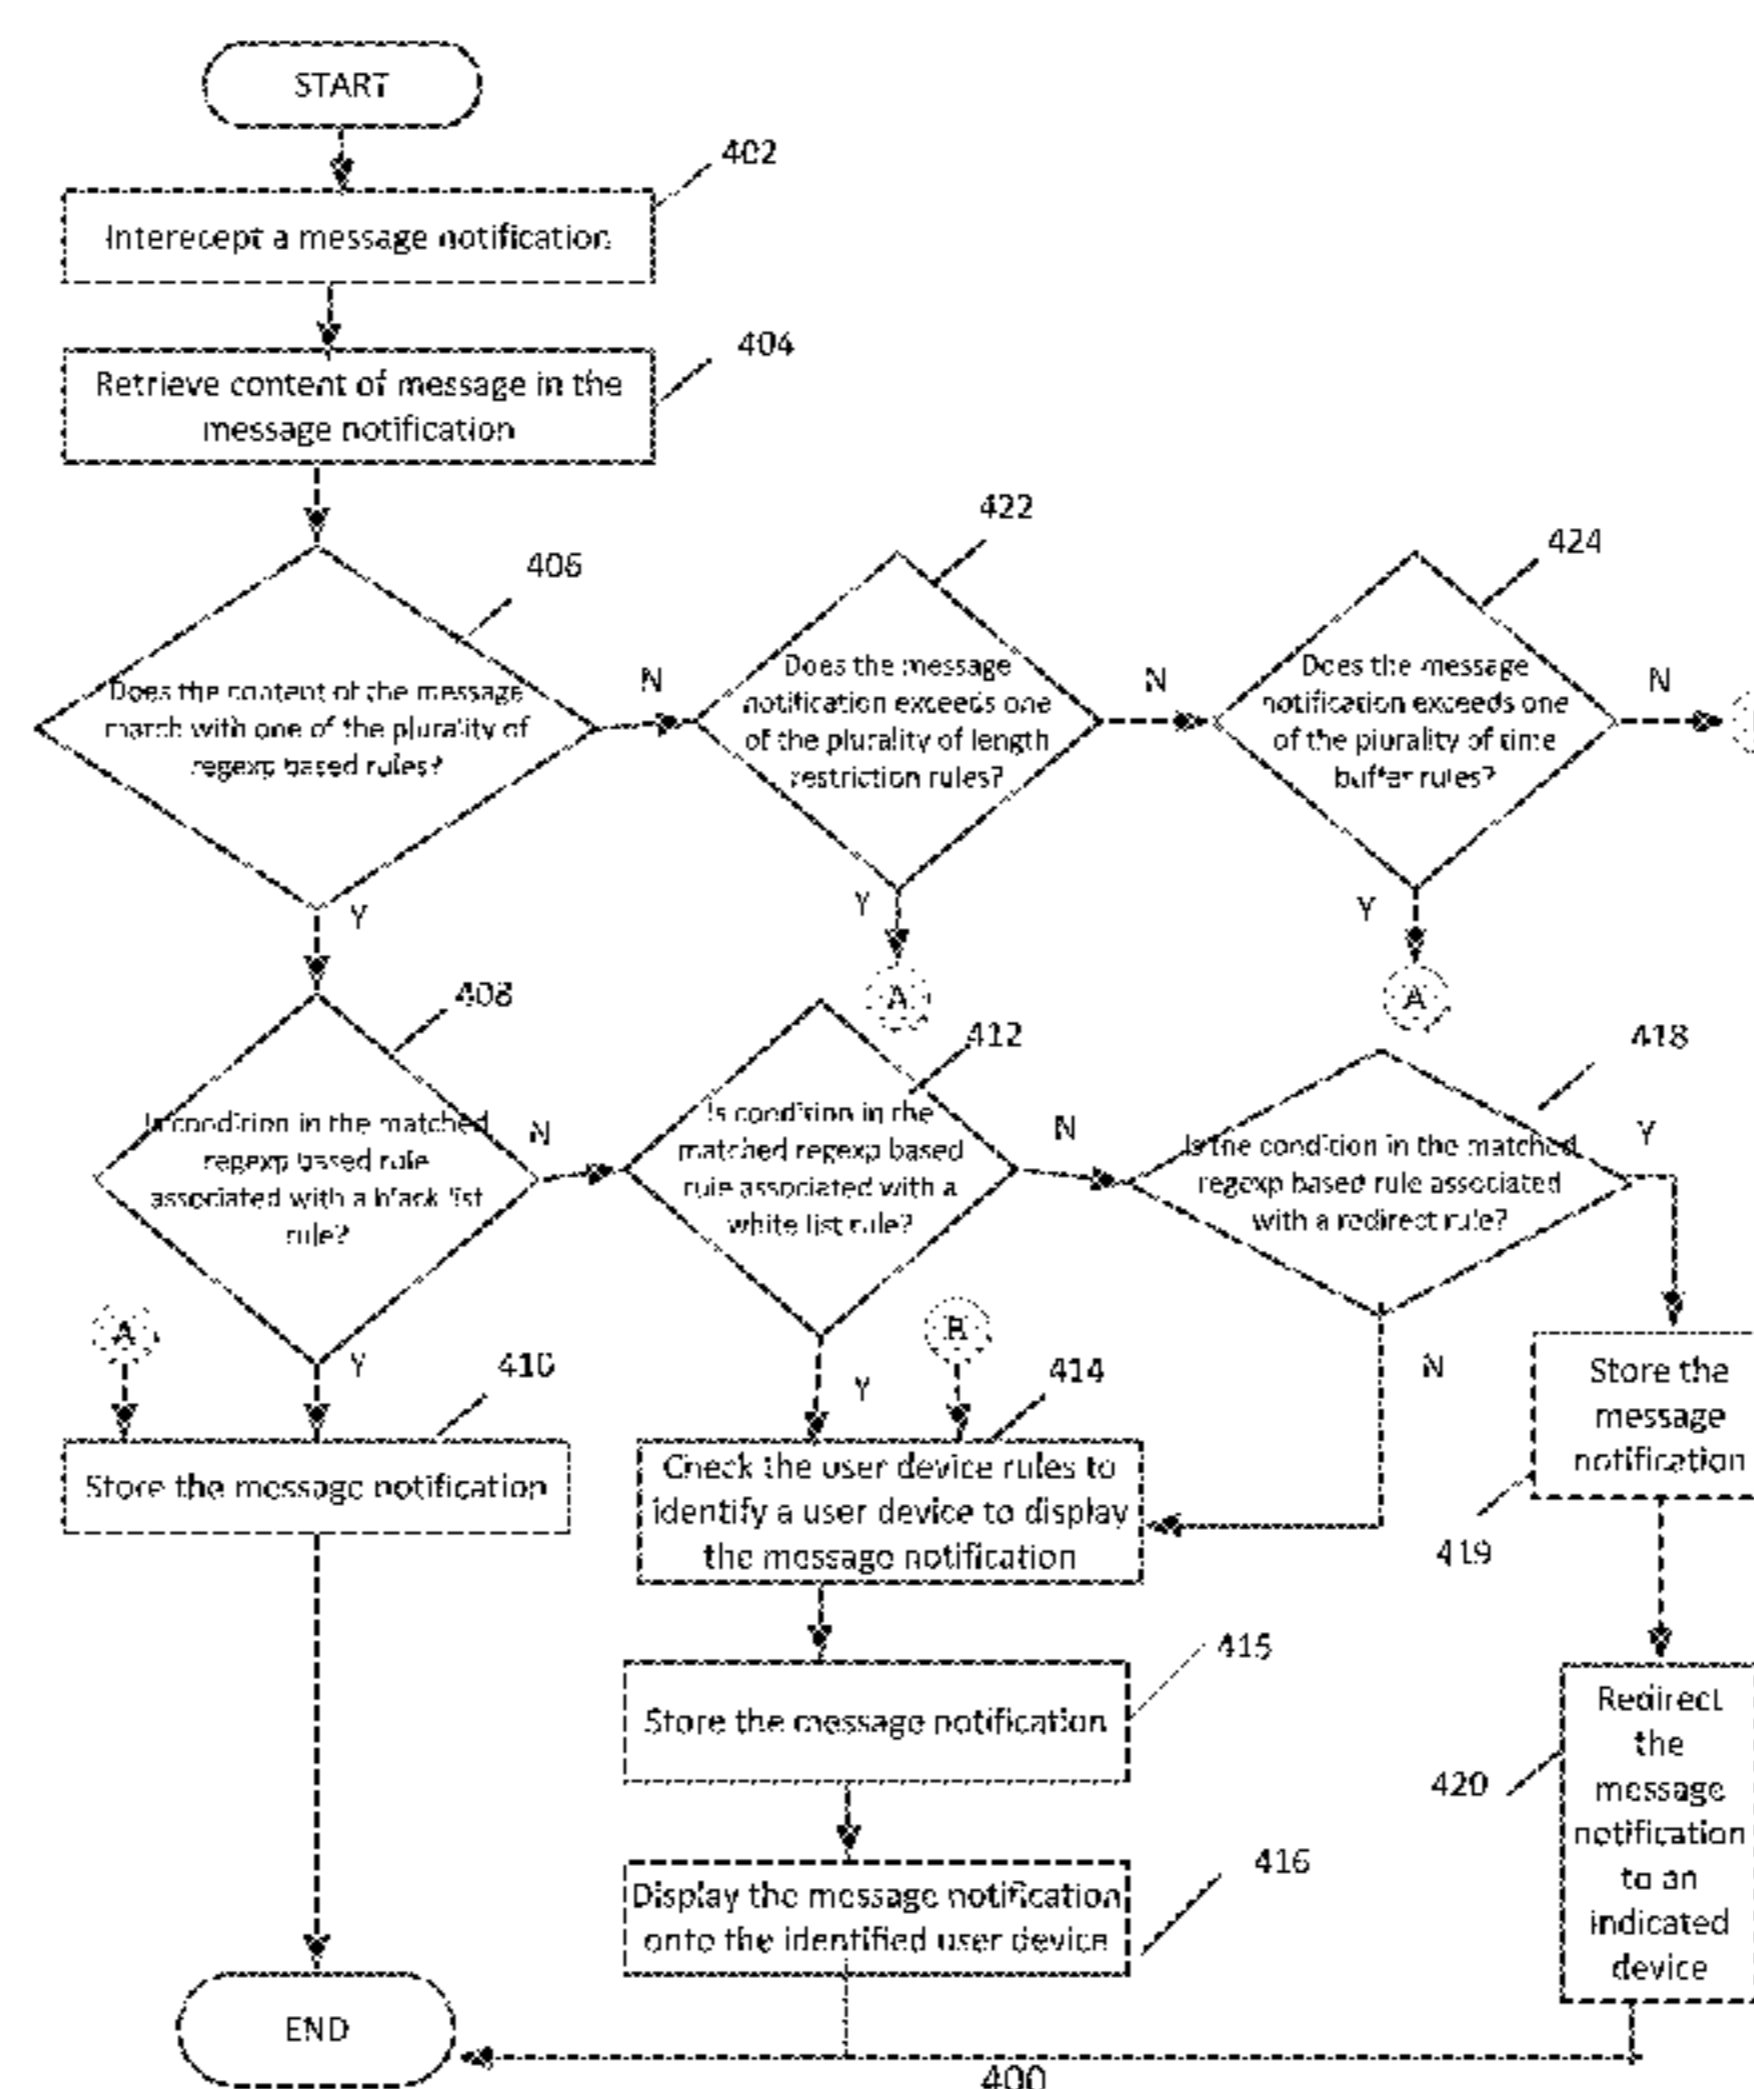 START
402
Interecept a message notification
404
Retrieve content of message in the
message notification
406
Does the content of the message
march with one of the plurality of
regexp based rules?
N
422
Does the message
notification exceeds one
of the plurality of length
restriction rules?
N
424
Does the message
notification exceeds one
of the plurality of time
buffer rules?
N
Y
Y
A
Y
A
408
Is condition in the matched
regexp based rule
associated with a black list
rule?
N
412
Is condition in the
matched regexp based
rule associated with a
white list rule?
N
418
Is the condition in the matched
regexp based rule associated
with a redirect rule?
Y
A
Y
410
Store the message notification
B
Y
414
Check the user device rules to
identify a user device to display
the message notification
N
Store the
message
notification
419
415
Store the message notification
Redirect
the
message
notification
to an
indicated
device
420
416
Display the message notification
onto the identified user device
END
400